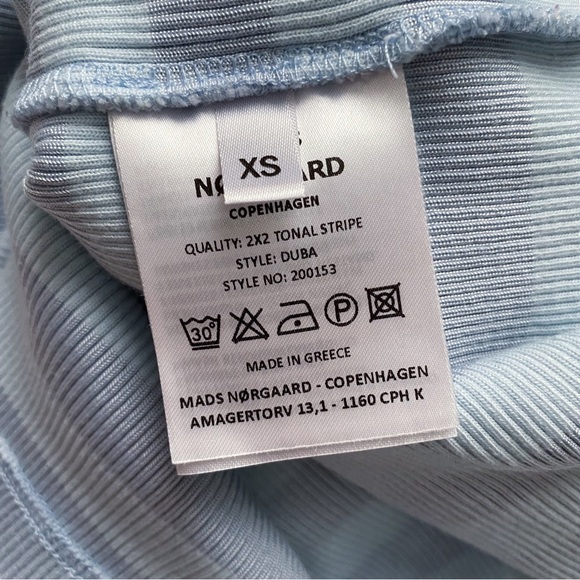 XS
COPENHAGEN
QUALITY: 2X2 TONAL STRIPE
STYLE: DUBA
STYLE NO: 200153
30°
P
MADE IN GREECE
MADS NØRGAARD - COPENHAGEN
AMAGERTORV 13,1 - 1160 CPH K